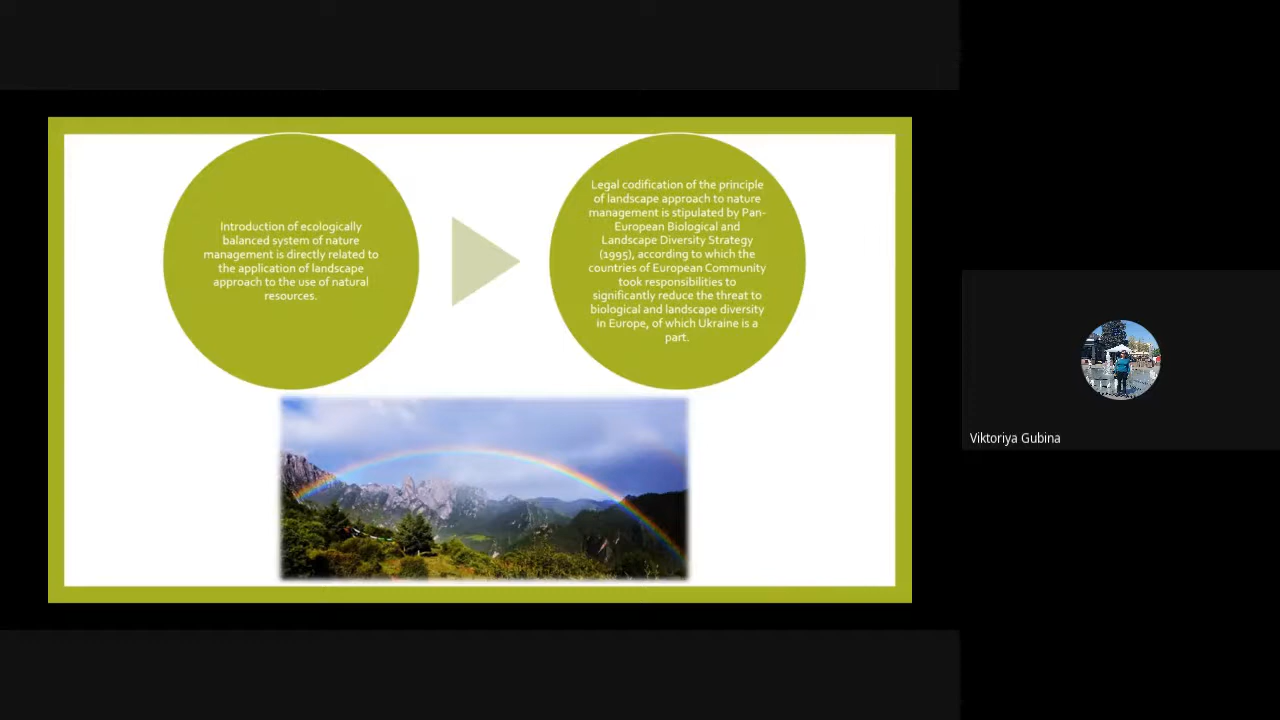 Introduction of ecologically
balanced system of nature
management is directly related to
the application of landscape
approach to the use of natural
resources.
Legal codification of the principle
of landscape approach to nature
management is stipulated by Pan-
European Biological and
Landscape Diversity Strategy
(1995), according to which the
countries of European Community
took responsibilities to
significantly reduce the threat to
biological and landscape diversity
in Europe, of which Ukraine is a
part.
Viktoriya Gubina